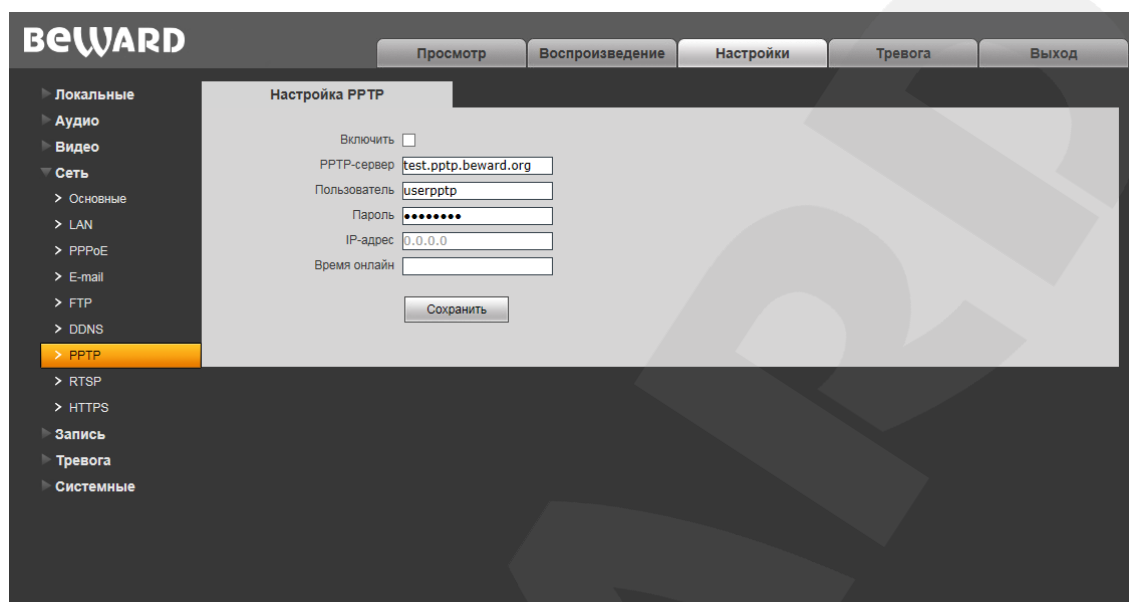 BEWARD
Просмотр Воспроизведение Настройки Тревога Выход
Локальные
Аудио
Видео
Сеть
> Основные
> LAN
> PPPoE
> E-mail
> FTP
> DDNS
> PPTP
> RTSP
> HTTPS
Запись
Тревога
Системные
Настройка PPTP
Включить
PPTP-сервер test.pptp.beward.org
Пользователь userpptp
Пароль ••••••••
IP-адрес 0.0.0.0
Время онлайн
Сохранить